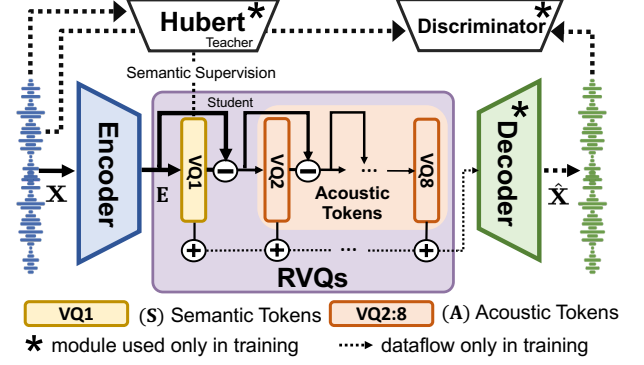 Hubert*
Teacher
Discriminator*
Semantic Supervision
Student
Encoder
X
E
VQ1
VQ2
...
VQ8
Acoustic
Tokens
...
RVQs
*Decoder
X̂
VQ1 (S) Semantic Tokens VQ2:8 (A) Acoustic Tokens
* module used only in training dataflow only in training